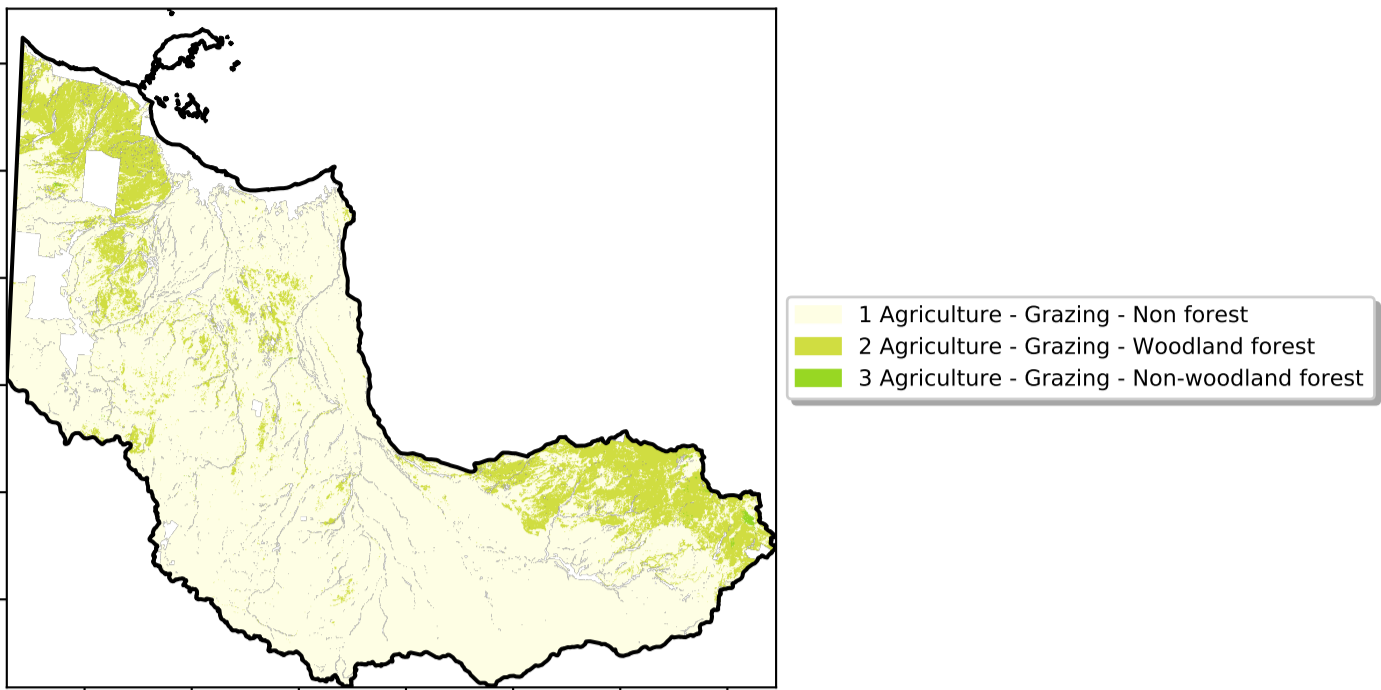 1 Agriculture - Grazing - Non forest
2 Agriculture - Grazing - Woodland forest
3 Agriculture - Grazing - Non-woodland forest